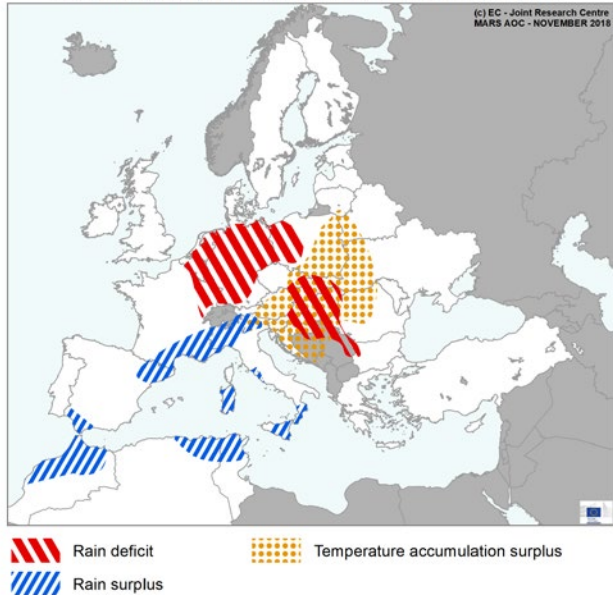 (c) EC - Joint Research Centre
MARS AOC - NOVEMBER 2018
Rain deficit
Temperature accumulation surplus
Rain surplus